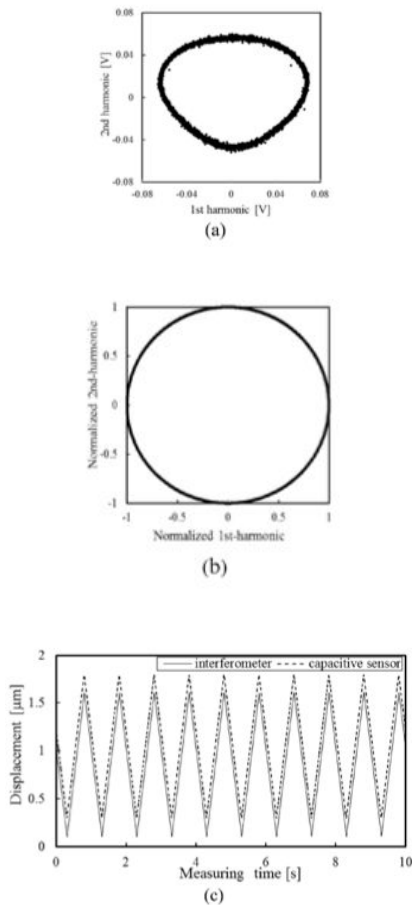 2nd harmonic [V]
0.08
0.04
0
-0.04
-0.08
-0.08 -0.04 0 0.04 0.08
1st harmonic [V]
(a)
Normalized 2nd-harmonic
1
0.5
0
-0.5
-1
-1 -0.5 0 0.5 1
Normalized 1st-harmonic
(b)
Displacement [μm]
interferometer capacitive sensor
2
1.5
1
0.5
0
0 2 4 6 8 10
Measuring time [s]
(c)